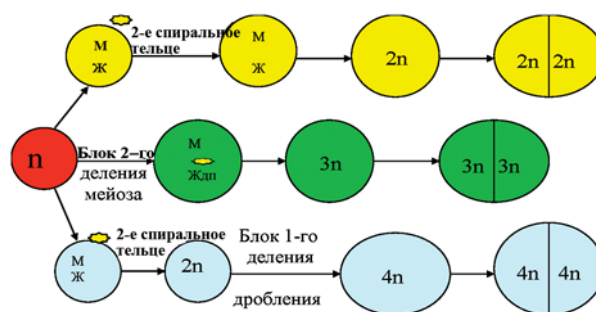 м
ж
2-е спиральное
тельце
м
ж
2n
2n 2n
n
Блок 2–го
деления
мейоза
м
Ждп
3n
3n 3n
м
ж
2-е спиральное
тельце
2n
Блок 1-го
деления
дробления
4n
4n 4n